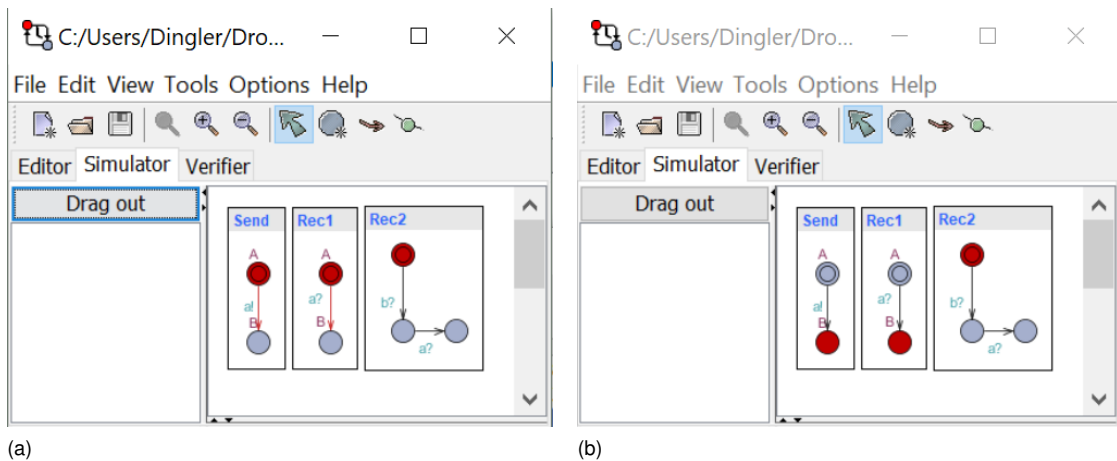 C:/Users/Dingler/Dro...
File Edit View Tools Options Help
Editor Simulator Verifier
Drag out
Send Rec1 Rec2
A A
a! a? b?
B B
a?
(a)
C:/Users/Dingler/Dro...
File Edit View Tools Options Help
Editor Simulator Verifier
Drag out
Send Rec1 Rec2
A A
a! a? b?
B B
a?
(b)